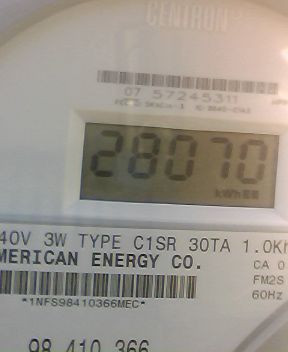 CENTRON
07 57245311
28070
kWh
40V 3W TYPE C1SR 30TA 1.0Kh
MERICAN ENERGY CO.
CA 0
FM2S
60Hz
*1NFS98410366MEC*
98 410 366